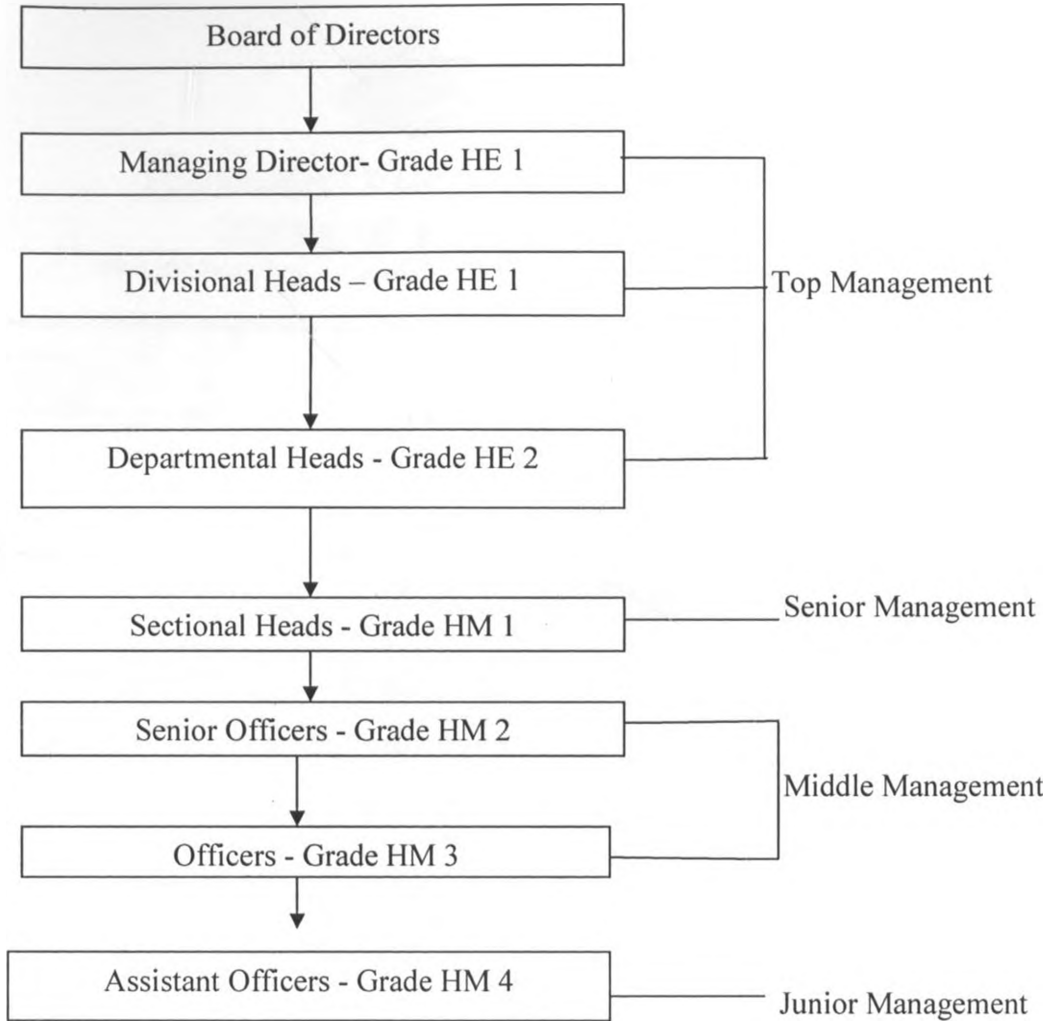 Board of Directors
Managing Director- Grade HE 1
Divisional Heads – Grade HE 1
Top Management
Departmental Heads - Grade HE 2
Sectional Heads - Grade HM 1
Senior Management
Senior Officers - Grade HM 2
Middle Management
Officers - Grade HM 3
Assistant Officers - Grade HM 4
Junior Management